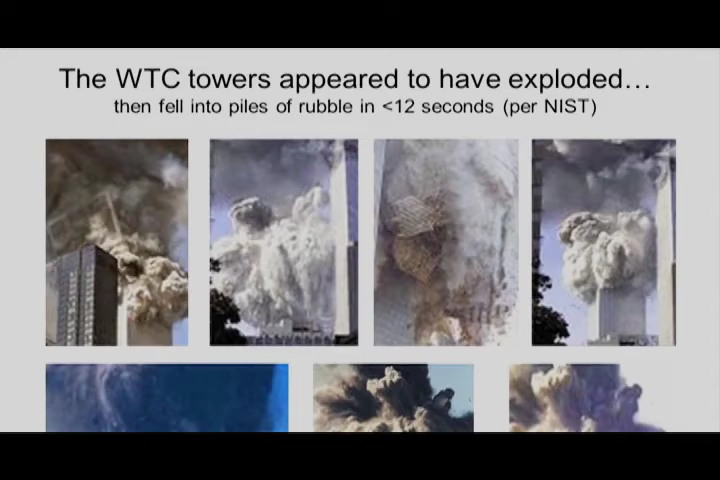 The WTC towers appeared to have exploded…
then fell into piles of rubble in <12 seconds (per NIST)